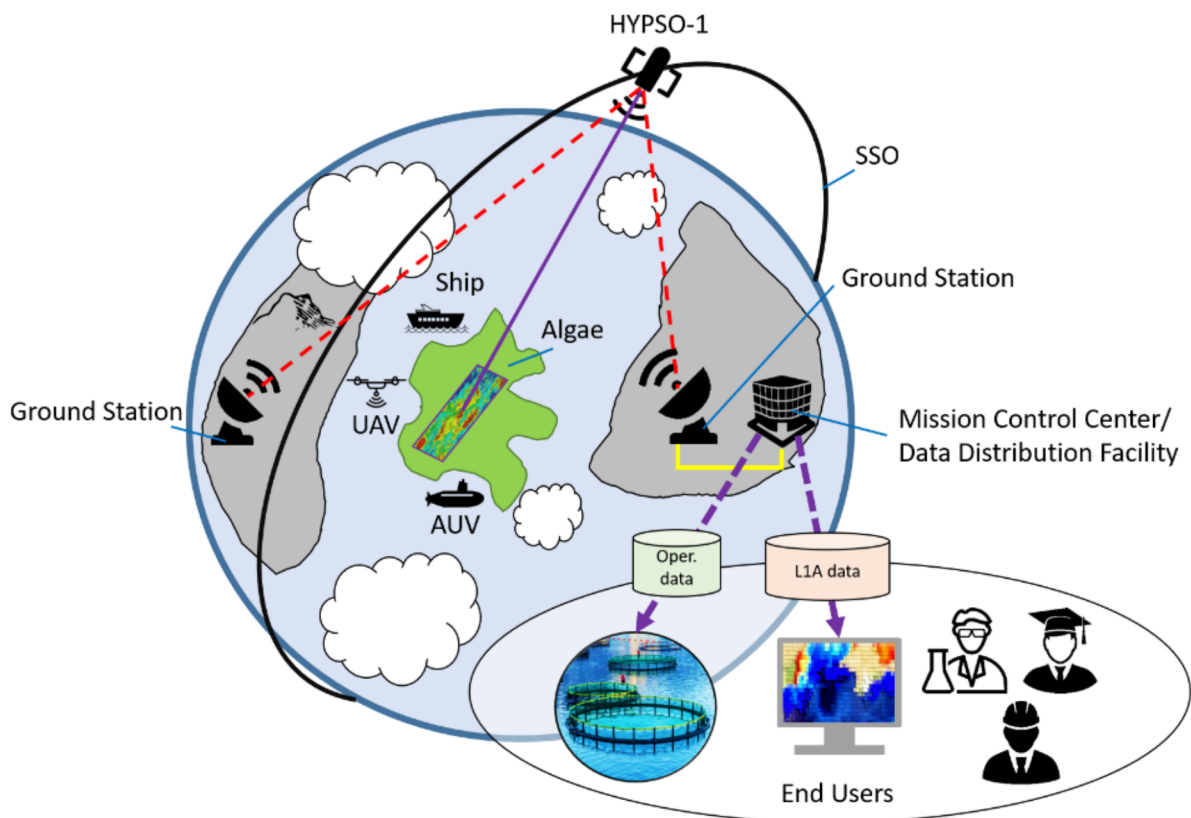 HYPSO-1
SSO
Ground Station
Ship
Algae
Ground Station
UAV
Mission Control Center/
Data Distribution Facility
AUV
Oper.
data
L1A data
End Users